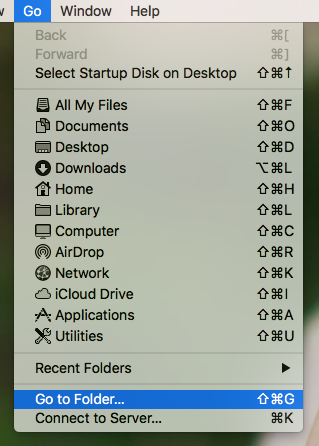 Go Window Help
Back ⌘[
Forward ⌘]
Select Startup Disk on Desktop ⇧⌘↑
All My Files ⇧⌘F
Documents ⇧⌘O
Desktop ⇧⌘D
Downloads ⌥⌘L
Home ⇧⌘H
Library ⇧⌘L
Computer ⇧⌘C
AirDrop ⇧⌘R
Network ⇧⌘K
iCloud Drive ⇧⌘I
Applications ⇧⌘A
Utilities ⇧⌘U
Recent Folders ▶
Go to Folder... ⇧⌘G
Connect to Server... ⌘K